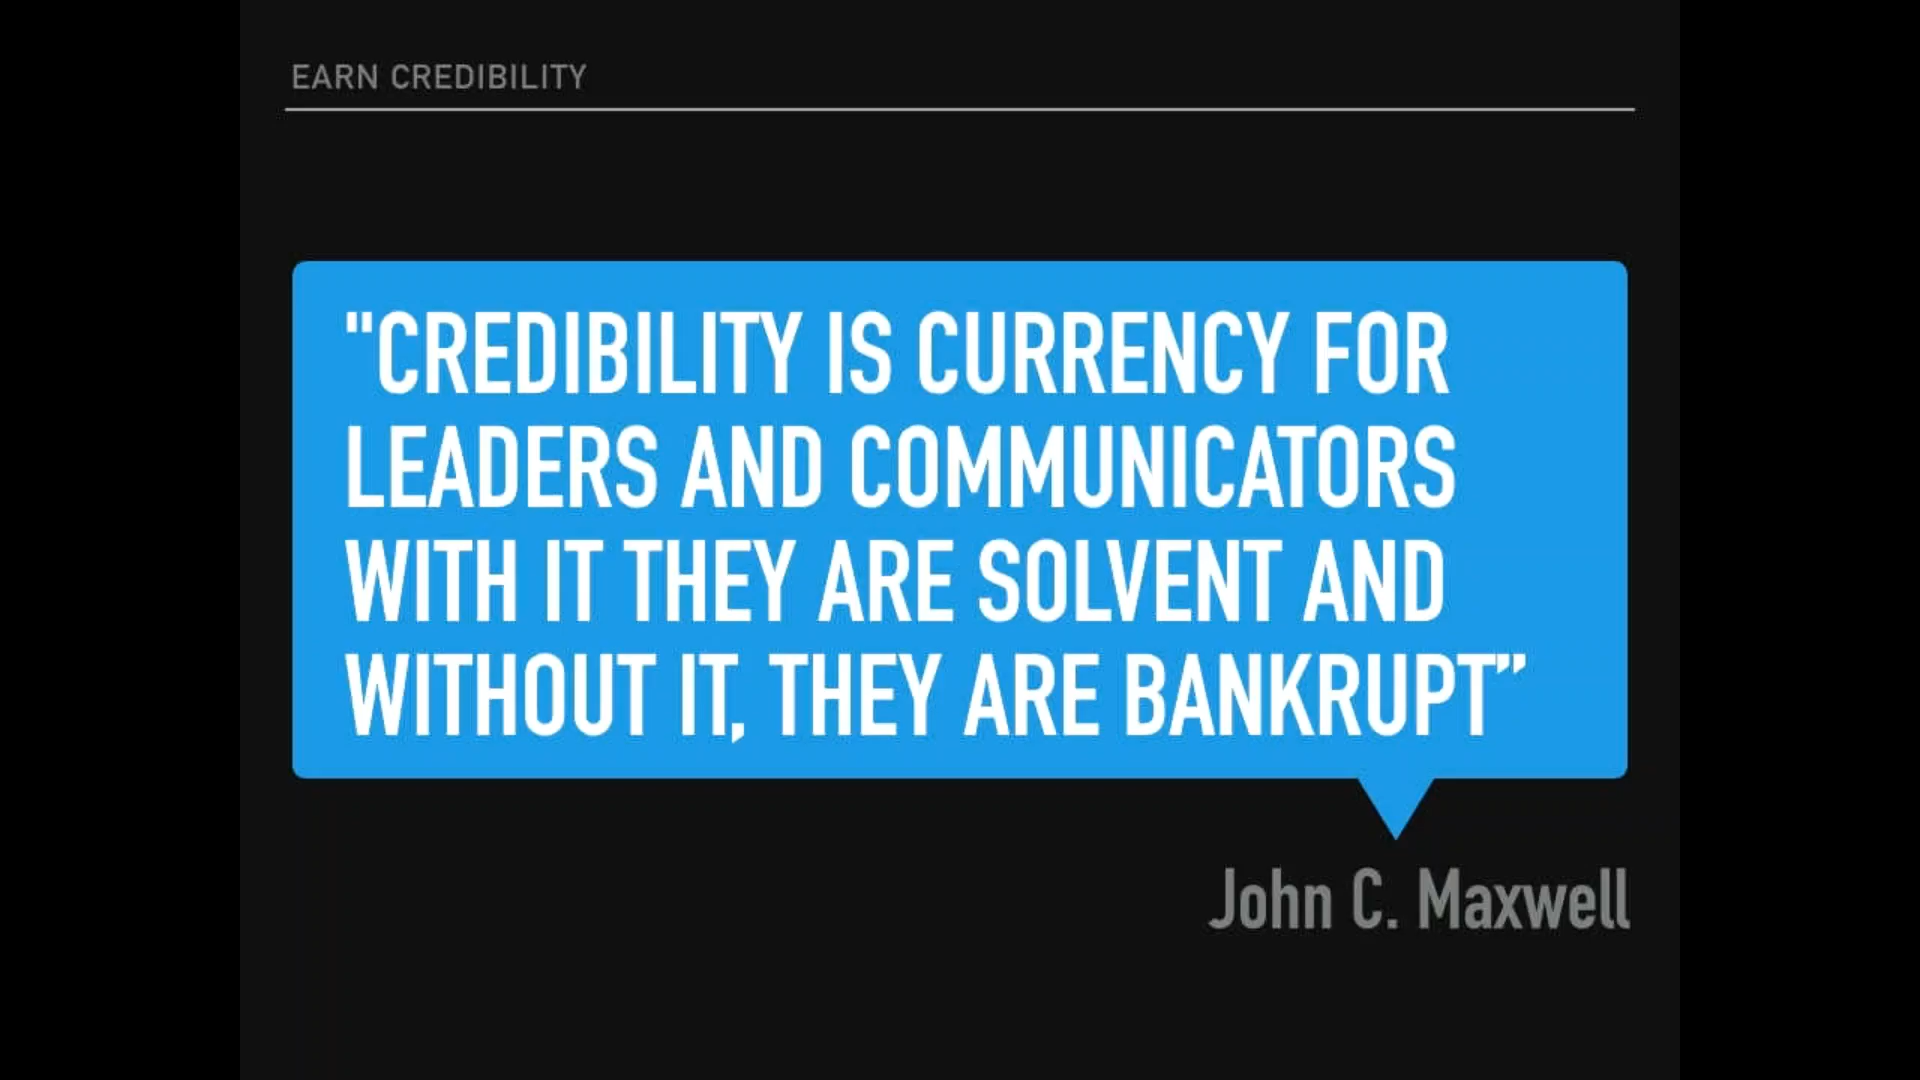 EARN CREDIBILITY
"CREDIBILITY IS CURRENCY FOR
LEADERS AND COMMUNICATORS
WITH IT THEY ARE SOLVENT AND
WITHOUT IT, THEY ARE BANKRUPT”
John C. Maxwell